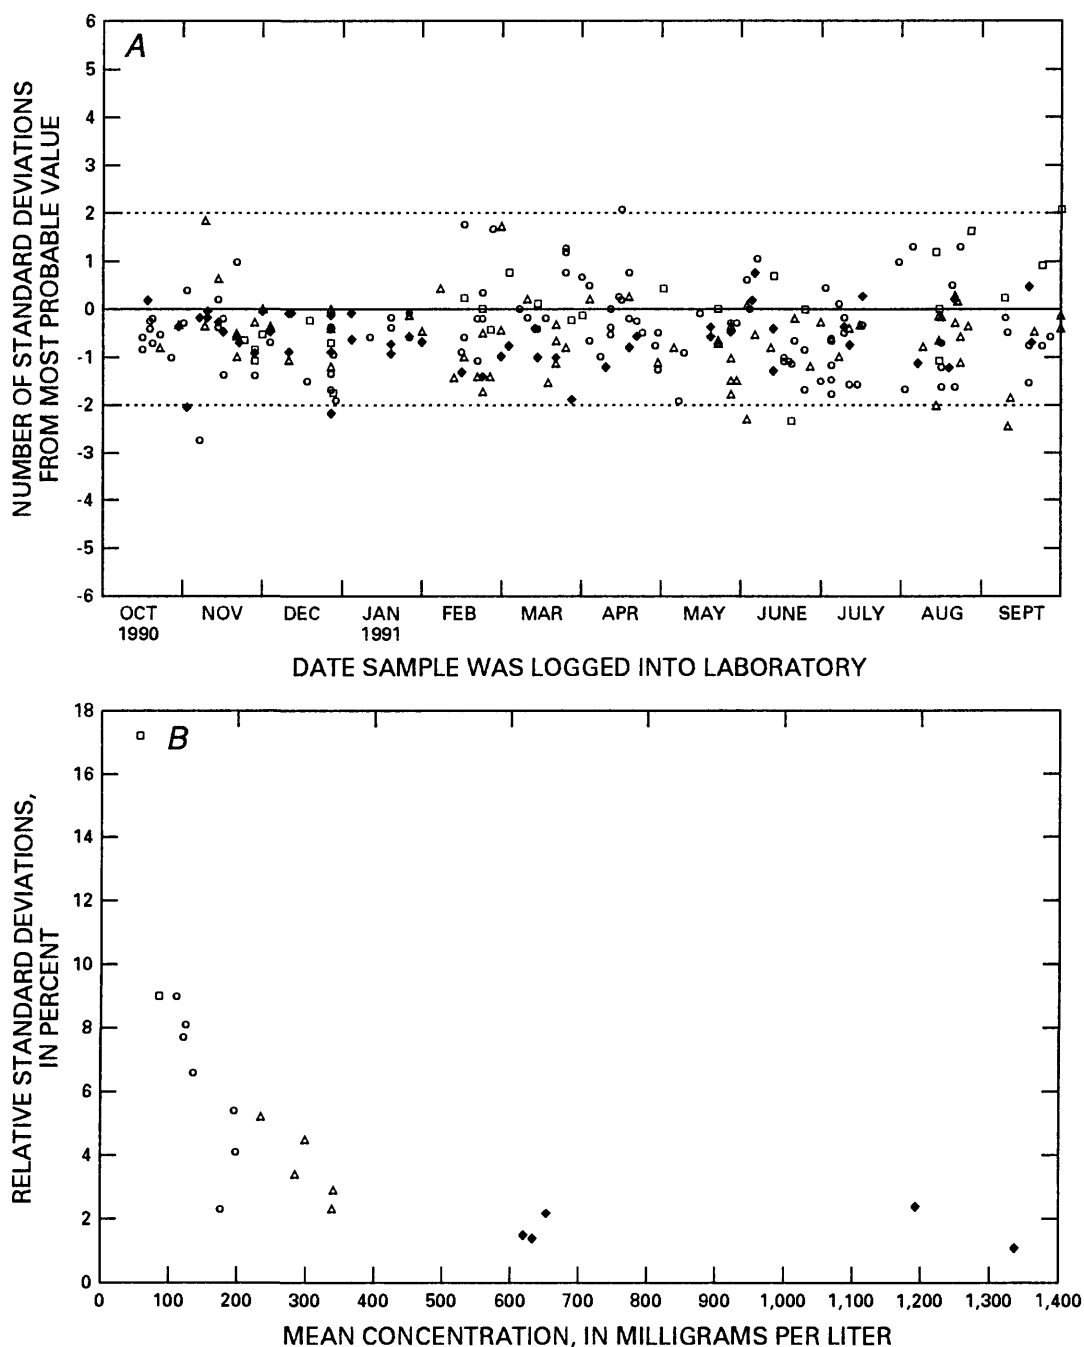 A
6
5
4
3
2
1
0
-1
-2
-3
-4
-5
-6
NUMBER OF STANDARD DEVIATIONS
FROM MOST PROBABLE VALUE
OCT NOV DEC JAN FEB MAR APR MAY JUNE JULY AUG SEPT
1990 1991
DATE SAMPLE WAS LOGGED INTO LABORATORY
B
18
16
14
12
10
8
6
4
2
0
RELATIVE STANDARD DEVIATIONS,
IN PERCENT
0 100 200 300 400 500 600 700 800 900 1,000 1,100 1,200 1,300 1,400
MEAN CONCENTRATION, IN MILLIGRAMS PER LITER